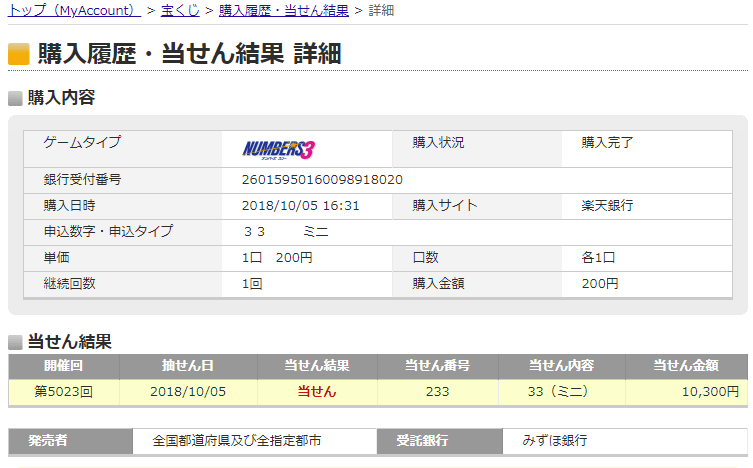 トップ（MyAccount） > 宝くじ > 購入履歴・当せん結果 > 詳細
購入履歴・当せん結果 詳細
購入内容
ゲームタイプ NUMBERS3 ナンバーズ スリー 購入状況 購入完了
銀行受付番号 26015950160098918020
購入日時 2018/10/05 16:31 購入サイト 楽天銀行
申込数字・申込タイプ ３３ ミニ
単価 1口 200円 口数 各1口
継続回数 1回 購入金額 200円
当せん結果
開催回 抽せん日 当せん結果 当せん番号 当せん内容 当せん金額
第5023回 2018/10/05 当せん 233 33（ミニ） 10,300円
発売者 全国都道府県及び全指定都市 受託銀行 みずほ銀行